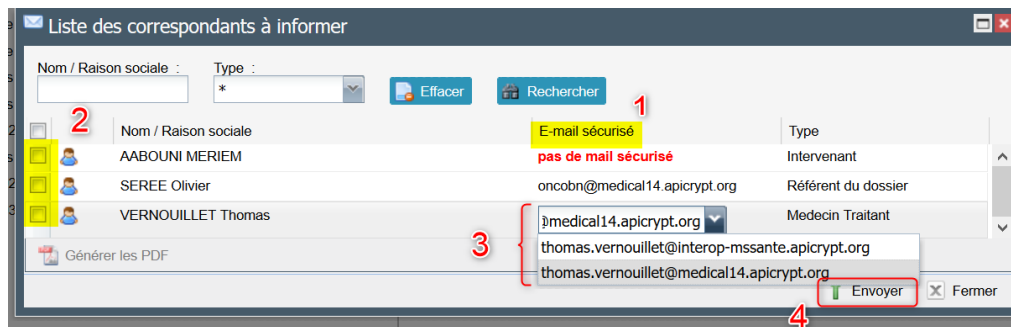 Liste des correspondants à informer
Nom / Raison sociale :
Type :
*
Effacer
Rechercher
1
2
Nom / Raison sociale
E-mail sécurisé
Type
AABOUNI MERIEM
pas de mail sécurisé
Intervenant
SEREE Olivier
oncobn@medical14.apicrypt.org
Référent du dossier
VERNOUILLET Thomas
@medical14.apicrypt.org
Medecin Traitant
3
thomas.vernouillet@interop-mssante.apicrypt.org
thomas.vernouillet@medical14.apicrypt.org
Générer les PDF
Envoyer
Fermer
4